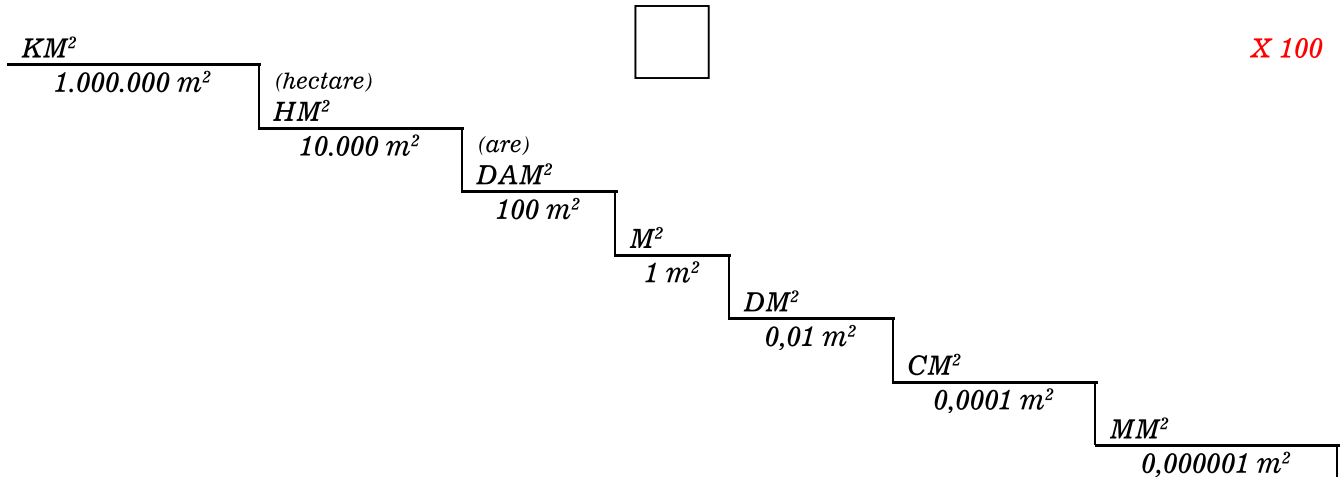 KM²
X 100
1.000.000 m²
(hectare)
HM²
10.000 m²
(are)
DAM²
100 m²
M²
1 m²
DM²
0,01 m²
CM²
0,0001 m²
MM²
0,000001 m²